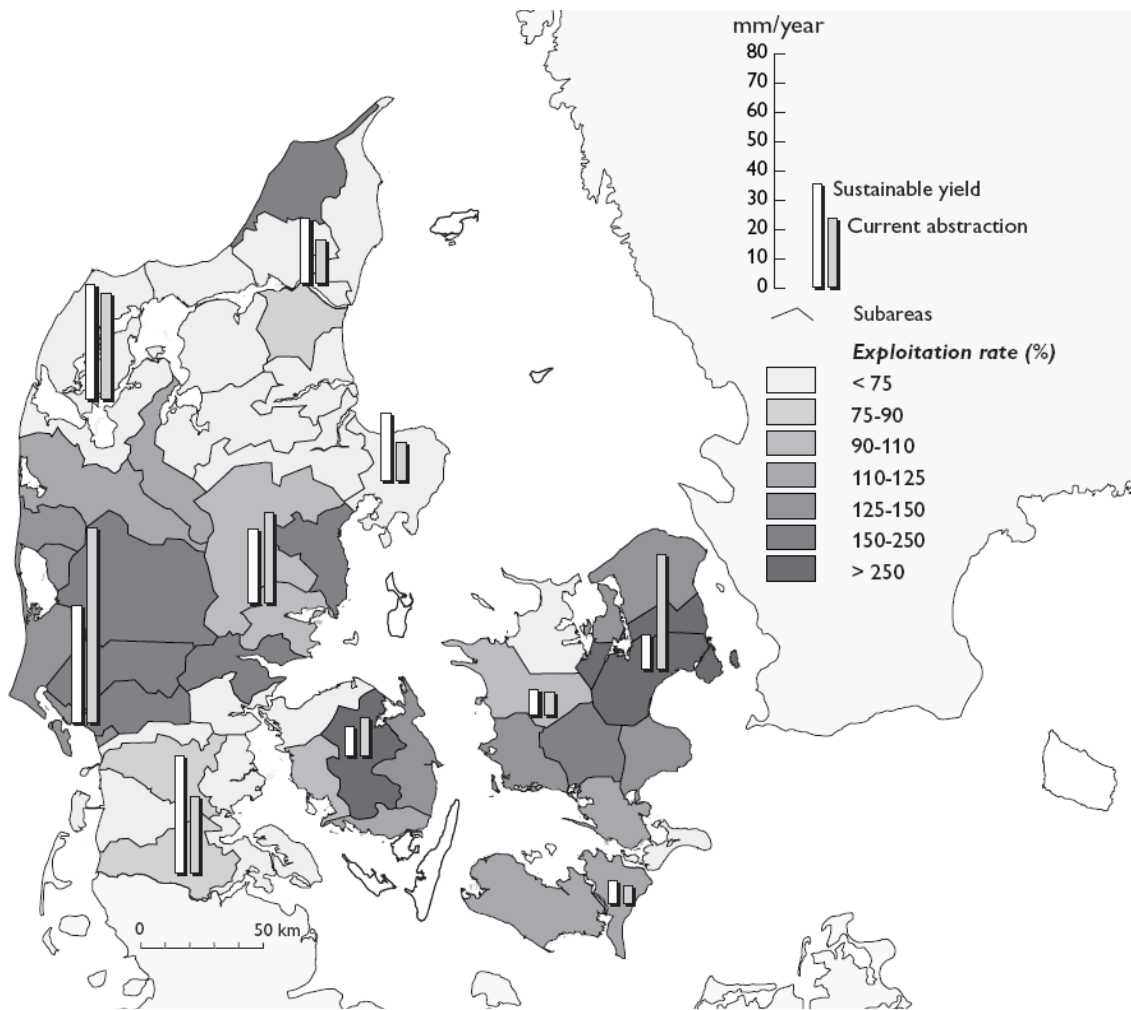 mm/year
80
70
60
50
40
30
20
10
0
Sustainable yield
Current abstraction
Subareas
Exploitation rate (%)
< 75
75-90
90-110
110-125
125-150
150-250
> 250
0 50 km